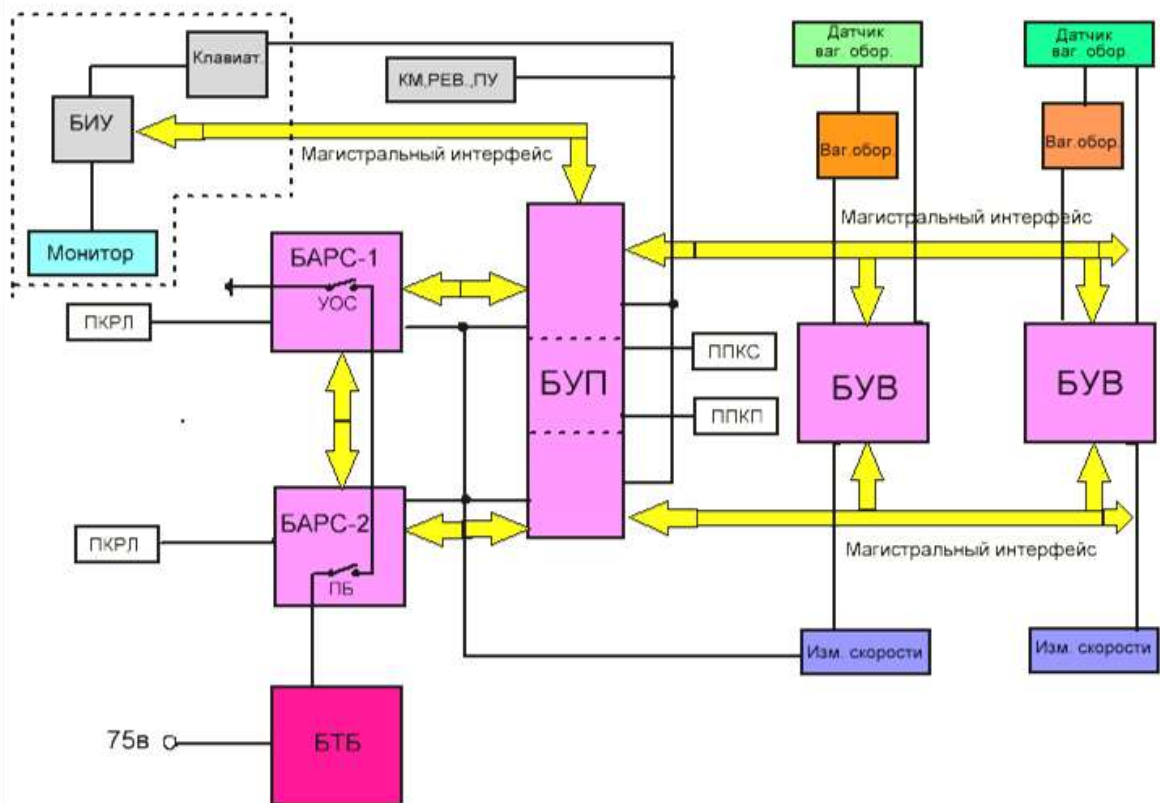 Датчик
ваг. обор.
Датчик
ваг. обор.
Клавиат.
КМ,РЕВ.,ПУ
БИУ
Магистральный интерфейс
Ваг.обор.
Ваг.обор.
Магистральный интерфейс
Монитор
БАРС-1
УОС
ПКРЛ
БУП
ППКС
ППКП
БУВ
БУВ
БАРС-2
ПКРЛ
ПБ
Магистральный интерфейс
Изм. скорости
Изм. скорости
75в
БТБ